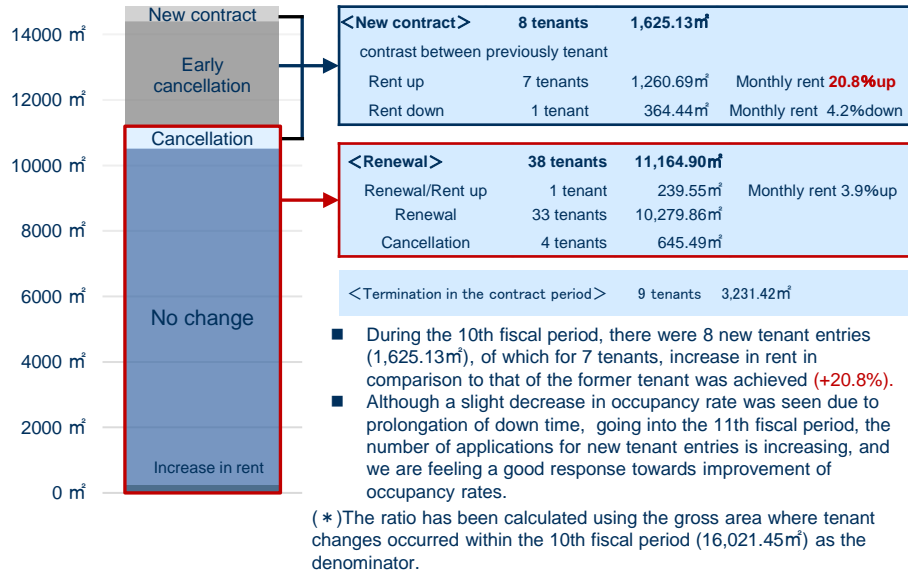 New contract
14000 ㎡
Early
cancellation
12000 ㎡
Cancellation
10000 ㎡
8000 ㎡
6000 ㎡
No change
4000 ㎡
2000 ㎡
Increase in rent
0 ㎡
＜New contract＞ 8 tenants 1,625.13㎡
contrast between previously tenant
Rent up 7 tenants 1,260.69㎡ Monthly rent 20.8%up
Rent down 1 tenant 364.44㎡ Monthly rent 4.2%down
＜Renewal＞ 38 tenants 11,164.90㎡
Renewal/Rent up 1 tenant 239.55㎡ Monthly rent 3.9%up
Renewal 33 tenants 10,279.86㎡
Cancellation 4 tenants 645.49㎡
＜Termination in the contract period＞ 9 tenants 3,231.42㎡
■ During the 10th fiscal period, there were 8 new tenant entries
(1,625.13㎡), of which for 7 tenants, increase in rent in
comparison to that of the former tenant was achieved (+20.8%).
■ Although a slight decrease in occupancy rate was seen due to
prolongation of down time, going into the 11th fiscal period, the
number of applications for new tenant entries is increasing, and
we are feeling a good response towards improvement of
occupancy rates.
(＊)The ratio has been calculated using the gross area where tenant
changes occurred within the 10th fiscal period (16,021.45㎡) as the
denominator.